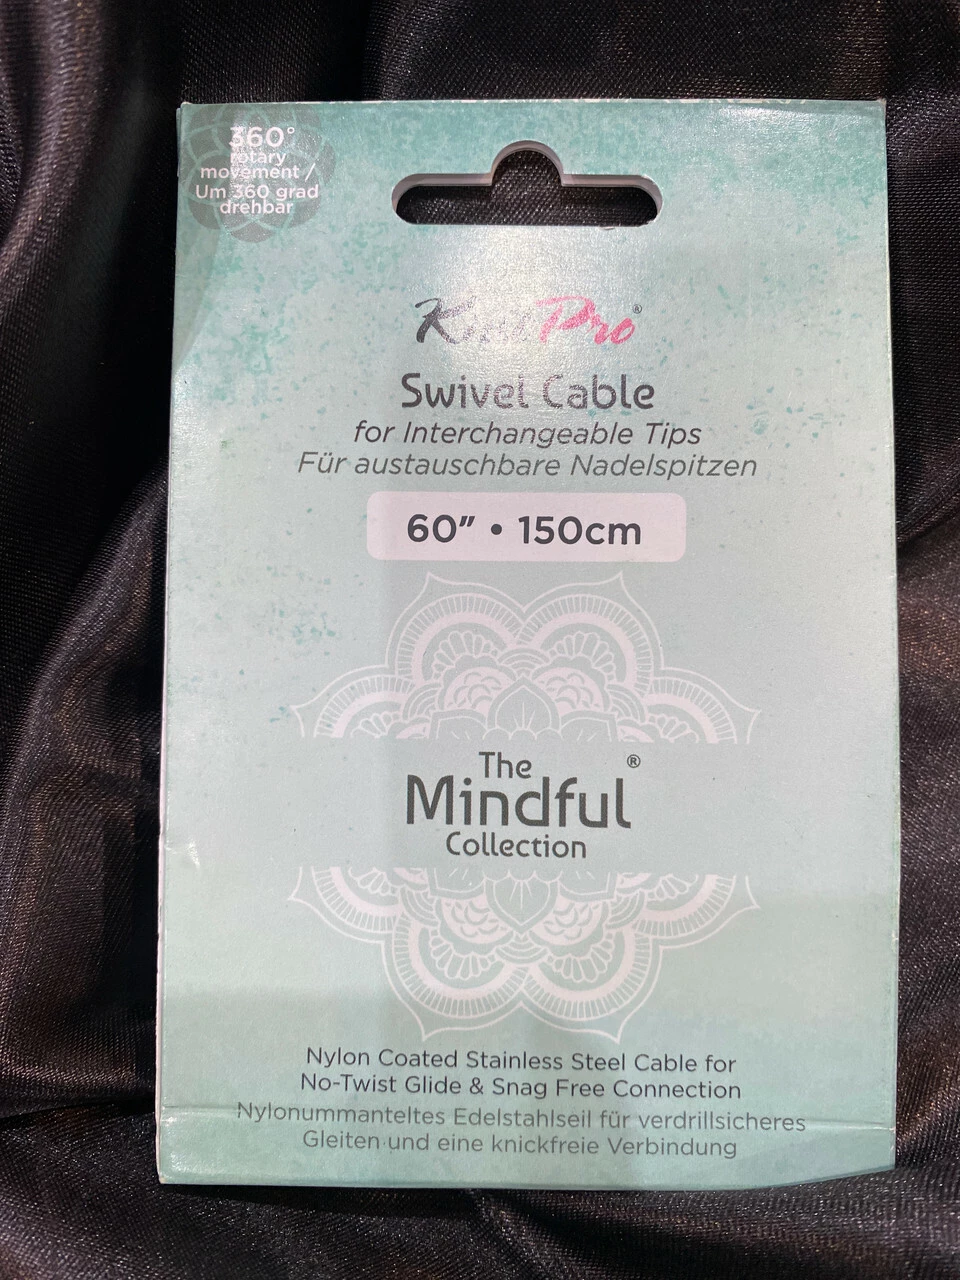 360°
rotary
movement /
Um 360 grad
drehbar
KnitPro®
Swivel Cable
for Interchangeable Tips
Für austauschbare Nadelspitzen
60” • 150cm
The
Mindful®
Collection
Nylon Coated Stainless Steel Cable for
No-Twist Glide & Snag Free Connection
Nylonummanteltes Edelstahlseil für verdrillsicheres
Gleiten und eine knickfreie Verbindung